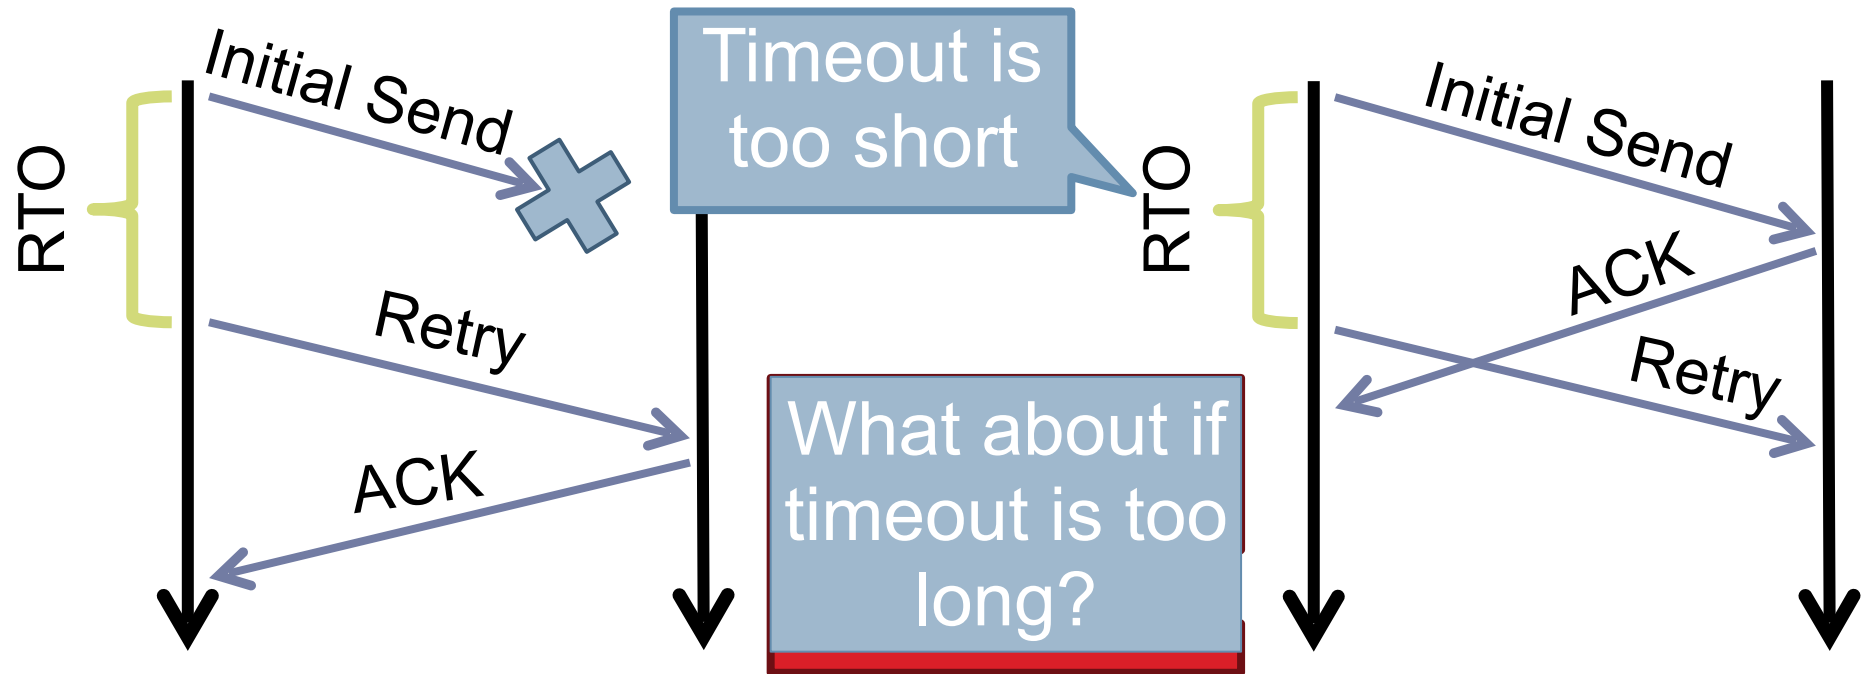 Initial Send
RTO
Retry
ACK
Timeout is
too short
What about if
timeout is too
long?
Initial Send
RTO
ACK
Retry